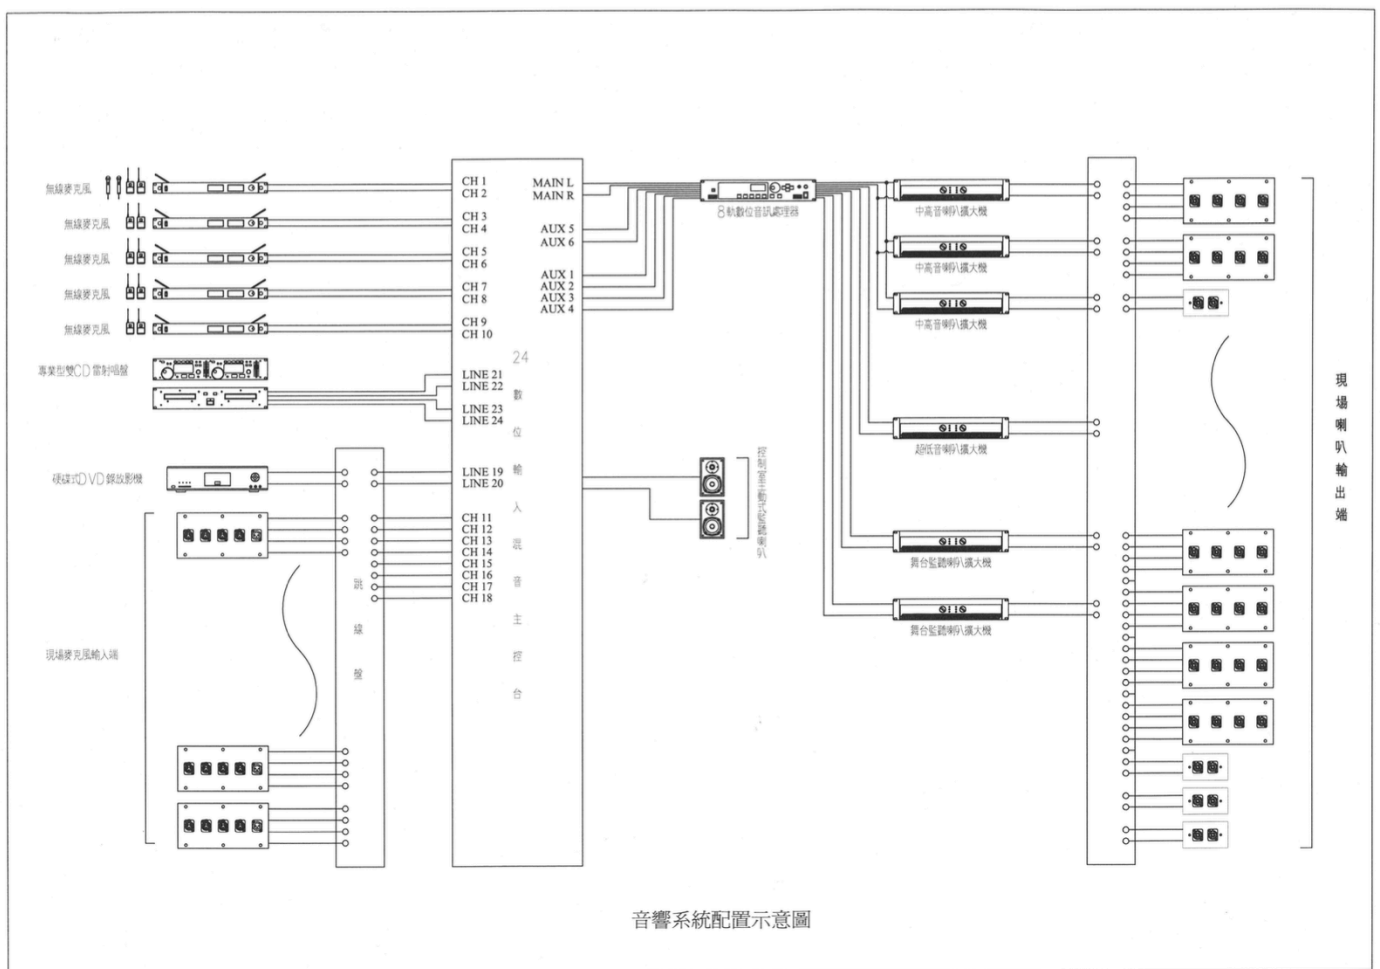 無線麥克風
無線麥克風
無線麥克風
無線麥克風
無線麥克風
專業型雙CD雷射唱盤
硬碟式DVD錄放影機
現場麥克風輸入端
跳線盤
CH 1
CH 2
CH 3
CH 4
CH 5
CH 6
CH 7
CH 8
CH 9
CH 10
LINE 21
LINE 22
LINE 23
LINE 24
LINE 19
LINE 20
CH 11
CH 12
CH 13
CH 14
CH 15
CH 16
CH 17
CH 18
MAIN L
MAIN R
AUX 5
AUX 6
AUX 1
AUX 2
AUX 3
AUX 4
24數位輸入混音主控台
8軌數位音訊處理器
控制室主動式監聽喇叭
中高音喇叭擴大機
中高音喇叭擴大機
中高音喇叭擴大機
超低音喇叭擴大機
舞台監聽喇叭擴大機
舞台監聽喇叭擴大機
現場喇叭輸出端
音響系統配置示意圖